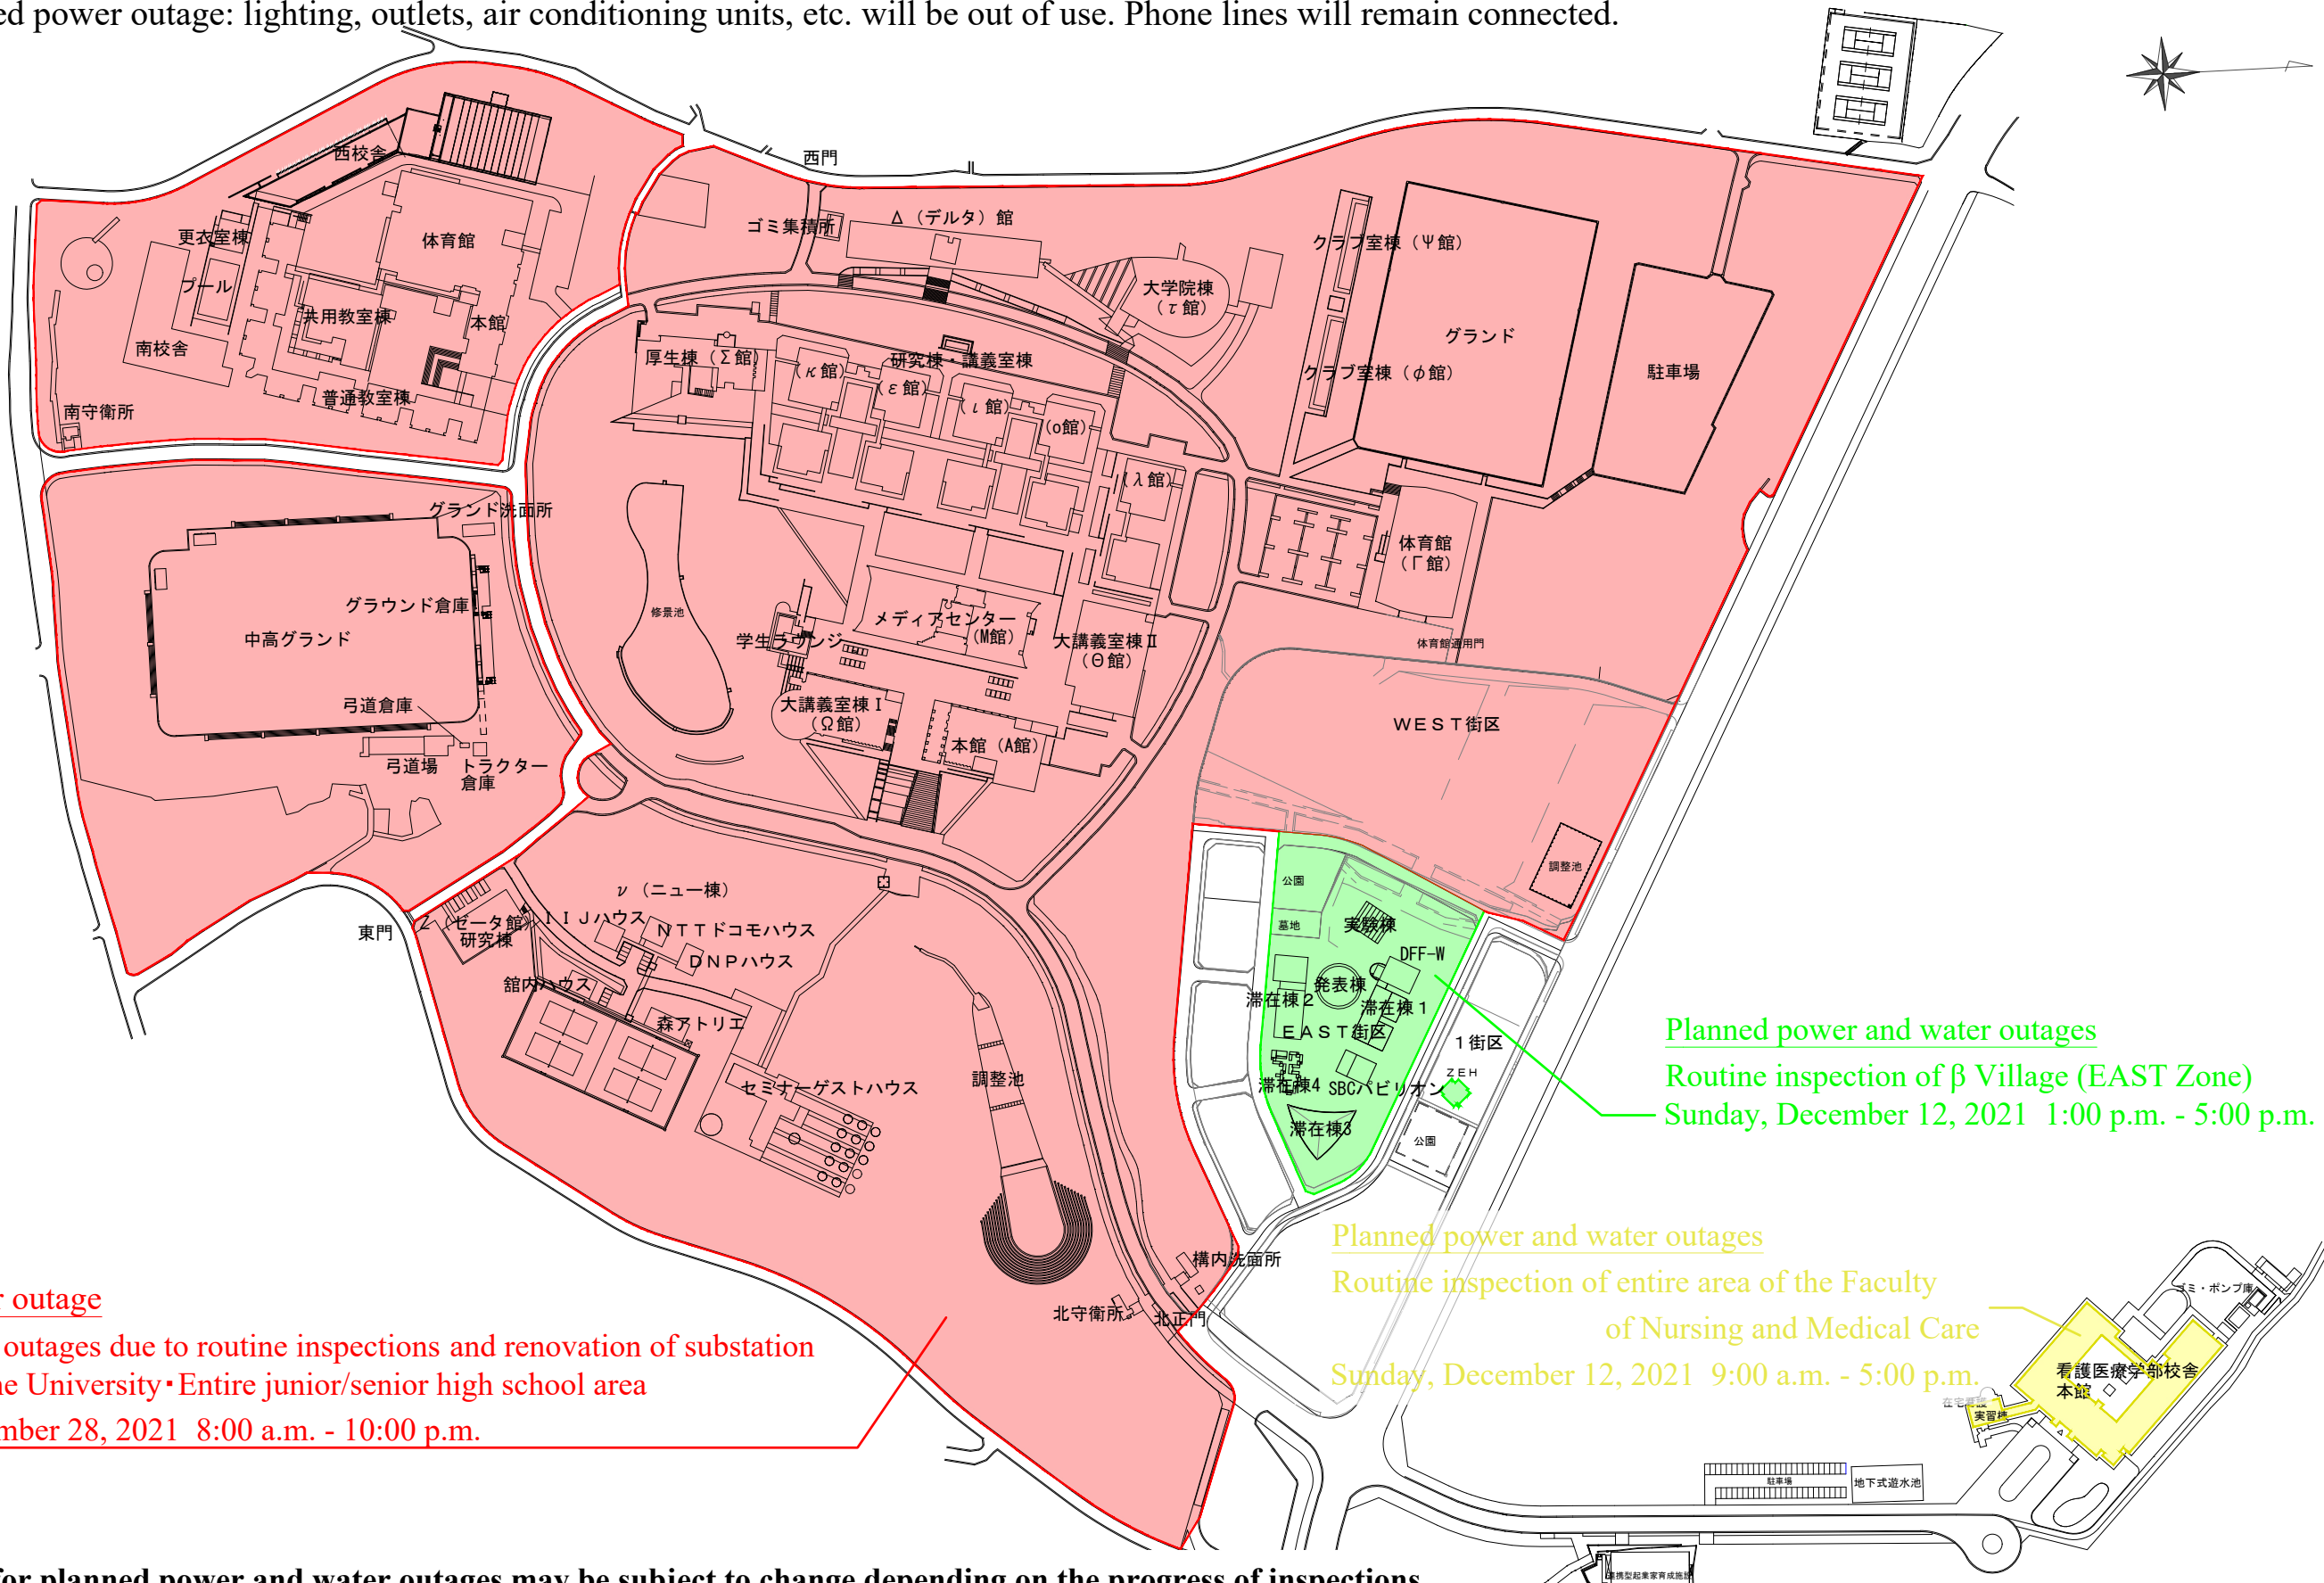 ed power outage: lighting, outlets, air conditioning units, etc. will be out of use. Phone lines will remain connected.
西門
西校舎
更衣室棟
体育館
プール
共用教室棟
本館
南校舎
普通教室棟
南守衛所
ゴミ集積所
Δ（デルタ）館
大学院棟
（τ館）
クラブ室棟（Ψ館）
グランド
クラブ室棟（φ館）
駐車場
厚生棟（Σ館）
研究棟・講義室棟
（κ館）
（ε館）
（ι館）
（o館）
（λ館）
体育館
（Γ館）
体育館通用門
グランド洗面所
グラウンド倉庫
中高グランド
弓道倉庫
弓道場
トラクター
倉庫
修景池
学生ラウンジ
メディアセンター
（M館）
大講義室棟Ⅱ
（Θ館）
大講義室棟Ⅰ
（Ω館）
本館（A館）
ＷＥＳＴ街区
調整池
東門
ν（ニュー棟）
Ｚ（ゼータ館）
研究棟
ＩＩＪハウス
ＮＴＴドコモハウス
ＤＮＰハウス
舘内ハウス
森アトリエ
セミナーゲストハウス
調整池
公園
墓地
実験棟
DFF-W
発表棟
滞在棟２
滞在棟１
ＥＡＳＴ街区
滞在棟4
SBCパビリオン
滞在棟3
１街区
ＺＥＨ
公園
構内洗面所
北守衛所
北正門
Planned power and water outages
Routine inspection of β Village (EAST Zone)
Sunday, December 12, 2021  1:00 p.m. - 5:00 p.m.
Planned power and water outages
Routine inspection of entire area of the Faculty
of Nursing and Medical Care
Sunday, December 12, 2021  9:00 a.m. - 5:00 p.m.
r outage
outages due to routine inspections and renovation of substation
ne University･Entire junior/senior high school area
mber 28, 2021  8:00 a.m. - 10:00 p.m.
ゴミ・ポンプ庫
看護医療学部校舎
本館
在宅看護
実習棟
駐車場
地下式遊水池
for planned power and water outages may be subject to change depending on the progress of inspections
携型起業家育成施設